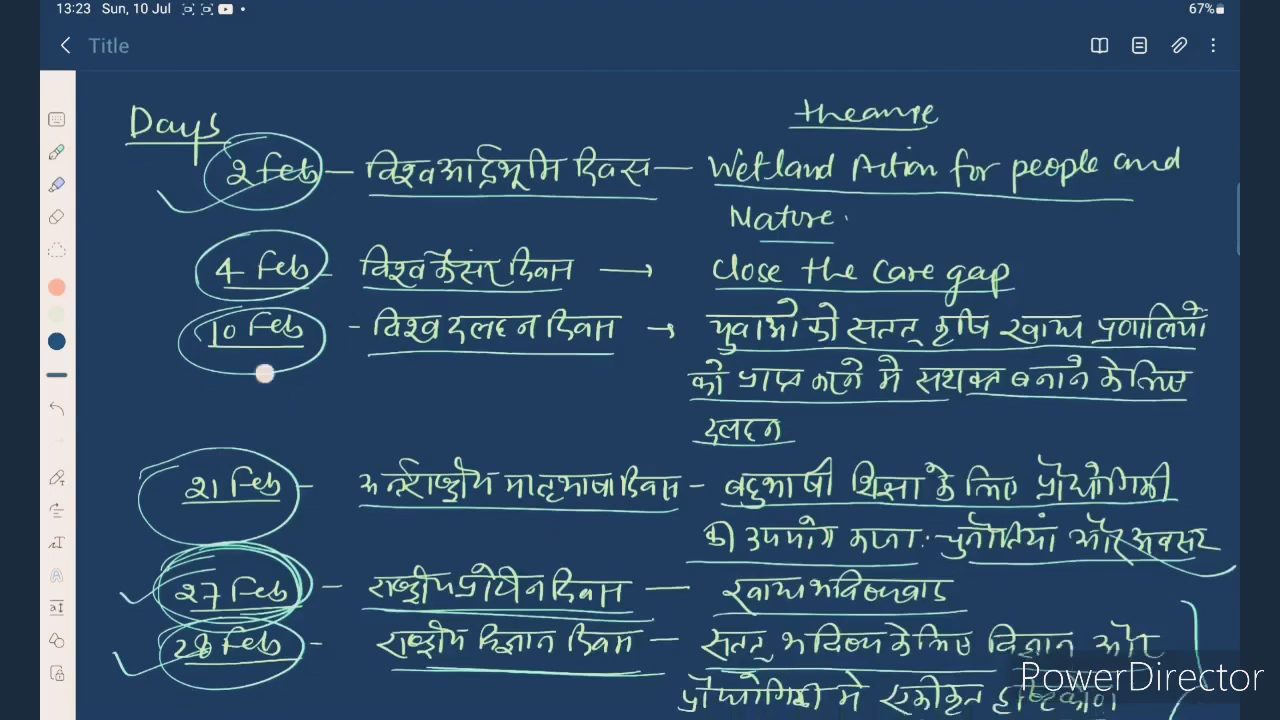 13:23 Sun, 10 Jul 67%
Title
Days theame
2 Feb – विश्व आर्द्रभूमि दिवस – Wetland Action for people and
Nature.
4 Feb – विश्व कैंसर दिवस → Close the care gap
10 Feb – विश्व दलहन दिवस → युवाओं को सतत् कृषि खाद्य प्रणालियों
को प्राप्त करने में सशक्त बनाने के लिए
दलहन
21 Feb – अन्तर्राष्ट्रीय मातृभाषा दिवस – बहुभाषी शिक्षा के लिए प्रौद्योगिकी
का उपयोग करना: चुनौतियां और अवसर
27 Feb – राष्ट्रीय प्रोटीन दिवस – खाद्य भविष्यवाद
28 Feb – राष्ट्रीय विज्ञान दिवस – सतत् भविष्य के लिए विज्ञान और
प्रौद्योगिकी में एकीकृत दृष्टिकोण
PowerDirector